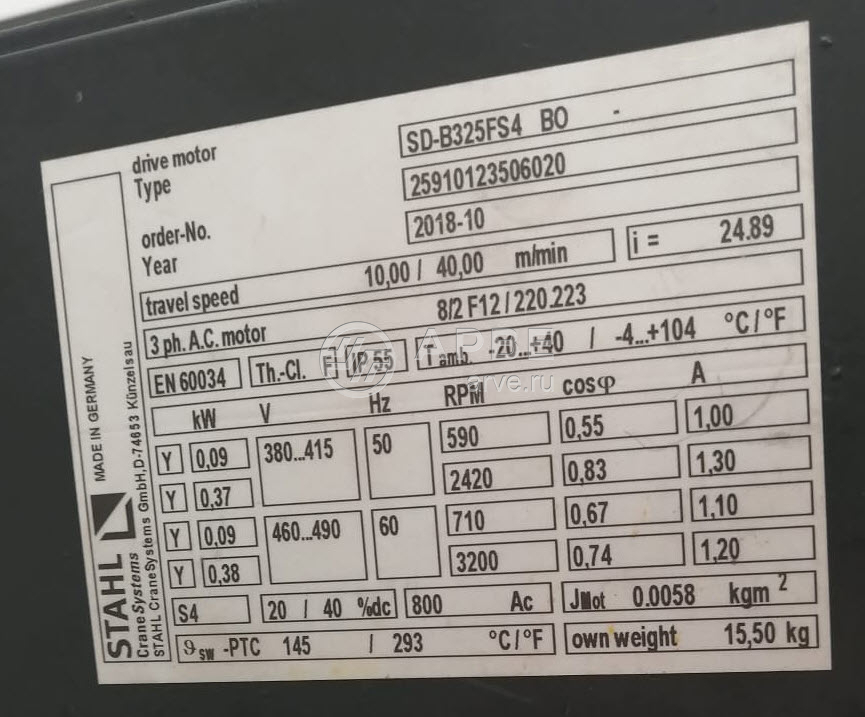 drive motor
Type SD-B325FS4 BO -
25910123506020
order-No. 2018-10
Year
travel speed 10,00 / 40,00 m/min i = 24.89
3 ph. A.C. motor 8/2 F12 / 220.223
EN 60034 Th.-Cl. F IP 55 T amb. -20...+40 / -4...+104 °C/°F
kW V Hz RPM cosφ A
Y 0,09 380...415 50 590 0,55 1,00
Y 0,37 2420 0,83 1,30
Y 0,09 460...490 60 710 0,67 1,10
Y 0,38 3200 0,74 1,20
S4 20 / 40 %dc 800 Ac JMot 0.0058 kgm²
ϑsw -PTC 145 / 293 °C/°F own weight 15,50 kg
MADE IN GERMANY
STAHL
CraneSystems
STAHL CraneSystems GmbH,D-74653 Künzelsau
АРВЕ
arve.ru